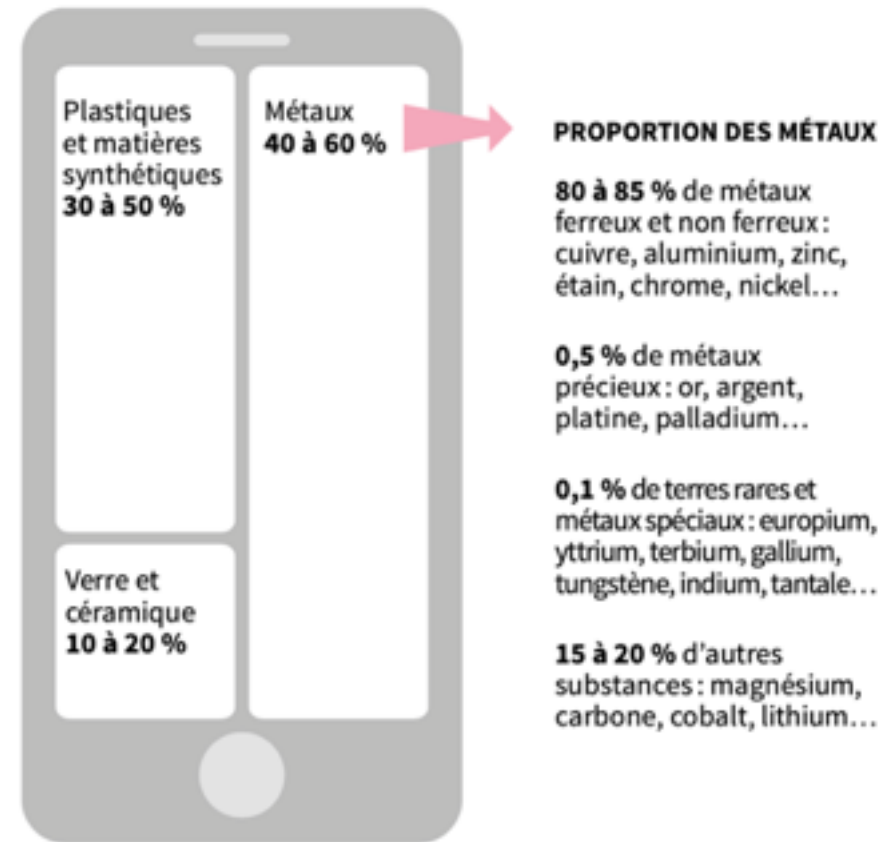 Plastiques
et matières
synthétiques
30 à 50 %
Verre et
céramique
10 à 20 %
Métaux
40 à 60 %
PROPORTION DES MÉTAUX
80 à 85 % de métaux
ferreux et non ferreux :
cuivre, aluminium, zinc,
étain, chrome, nickel…
0,5 % de métaux
précieux : or, argent,
platine, palladium…
0,1 % de terres rares et
métaux spéciaux : europium,
yttrium, terbium, gallium,
tungstène, indium, tantale…
15 à 20 % d’autres
substances : magnésium,
carbone, cobalt, lithium…